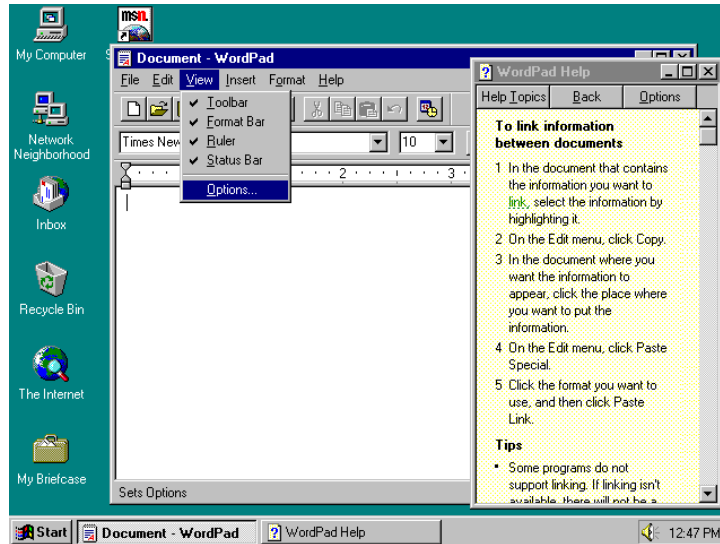 My Computer
Network
Neighborhood
Inbox
Recycle Bin
The Internet
My Briefcase
msn
Document - WordPad
File Edit View Insert Format Help
Toolbar
Format Bar
Ruler
Status Bar
Options...
Times New
10
2
3
Sets Options
WordPad Help
Help Topics Back Options
To link information
between documents
1 In the document that contains
the information you want to
link, select the information by
highlighting it.
2 On the Edit menu, click Copy.
3 In the document where you
want the information to
appear, click the place where
you want to put the
information.
4 On the Edit menu, click Paste
Special.
5 Click the format you want to
use, and then click Paste
Link.
Tips
• Some programs do not
support linking. If linking isn't
available, there will not be a
Start Document - WordPad WordPad Help 12:47 PM